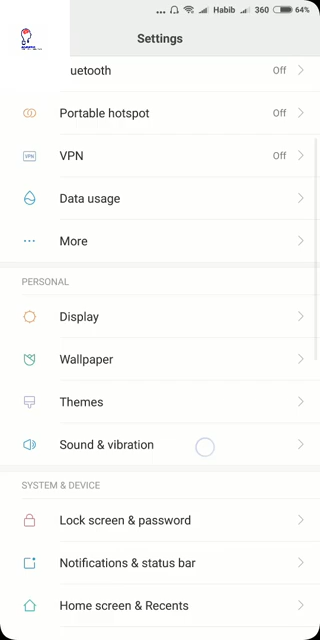 ... Habib 360 64%
Settings
uetooth Off
Portable hotspot Off
VPN VPN Off
Data usage
More
PERSONAL
Display
Wallpaper
Themes
Sound & vibration
SYSTEM & DEVICE
Lock screen & password
Notifications & status bar
Home screen & Recents